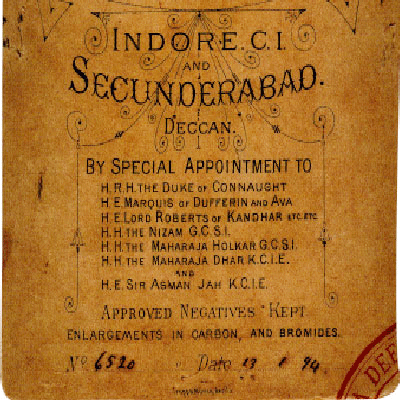 INDORE. C.I.
AND
SECUNDERABAD.
DECCAN.
BY SPECIAL APPOINTMENT TO
H.R.H. THE DUKE OF CONNAUGHT
H.E. MARQUIS OF DUFFERIN AND AVA
H.E. LORD ROBERTS OF KANDHAR ETC. ETC.
H.H. THE NIZAM G.C.S.I.
H.H. THE MAHARAJA HOLKAR G.C.S.I.
H.H THE MAHARAJA DHAR K.C.I.E.
AND
H.E. SIR ASMAN JAH K.C.I.E.
APPROVED NEGATIVES KEPT
ENLARGEMENTS IN CARBON, AND BROMIDES.
No 6520 Date 13 1 94